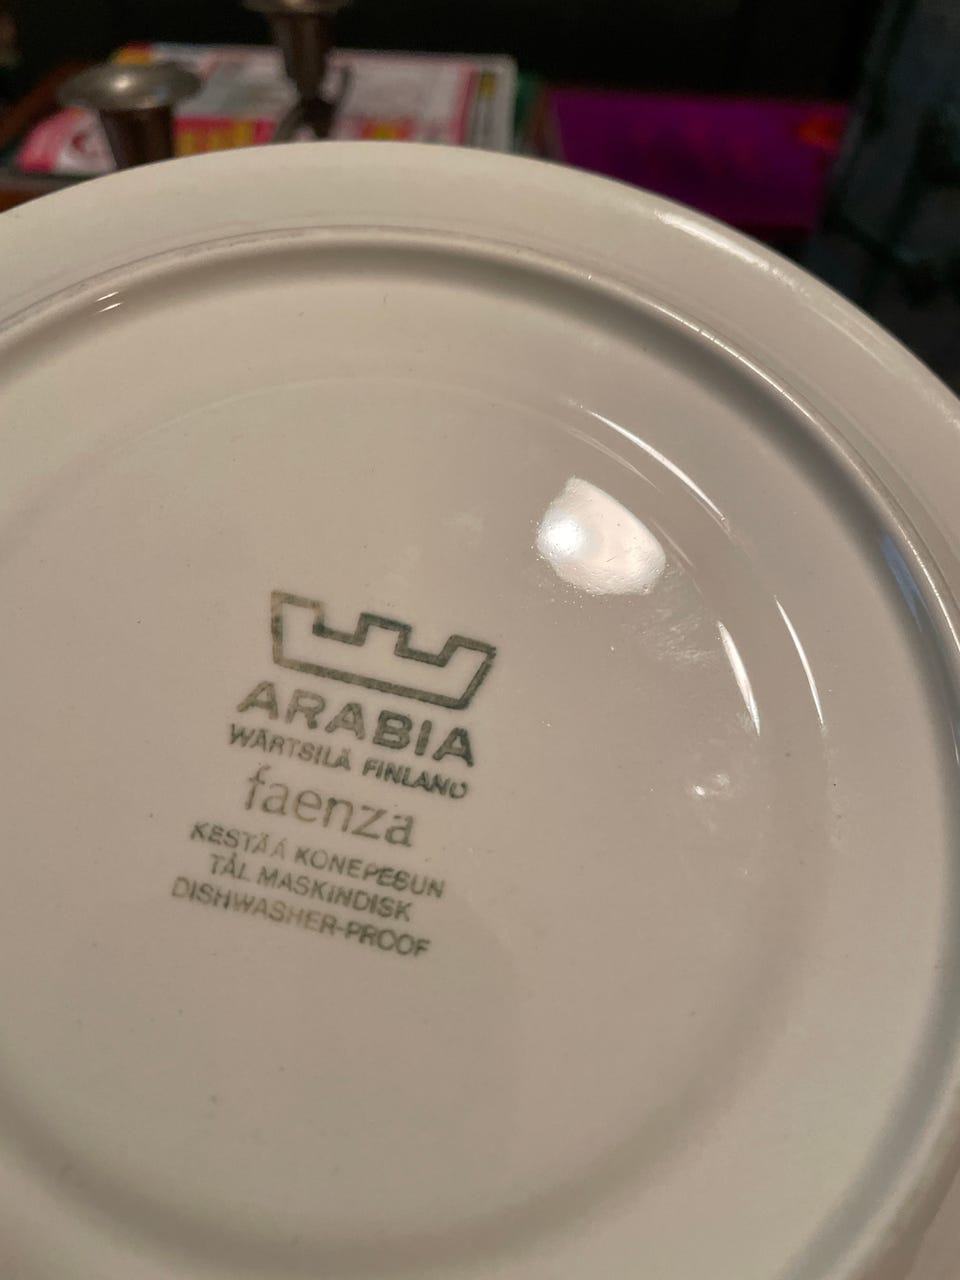 ARABIA
WÄRTSILÄ FINLAND
faenza
KESTÄÄ KONEPESUN
TÅL MASKINDISK
DISHWASHER-PROOF